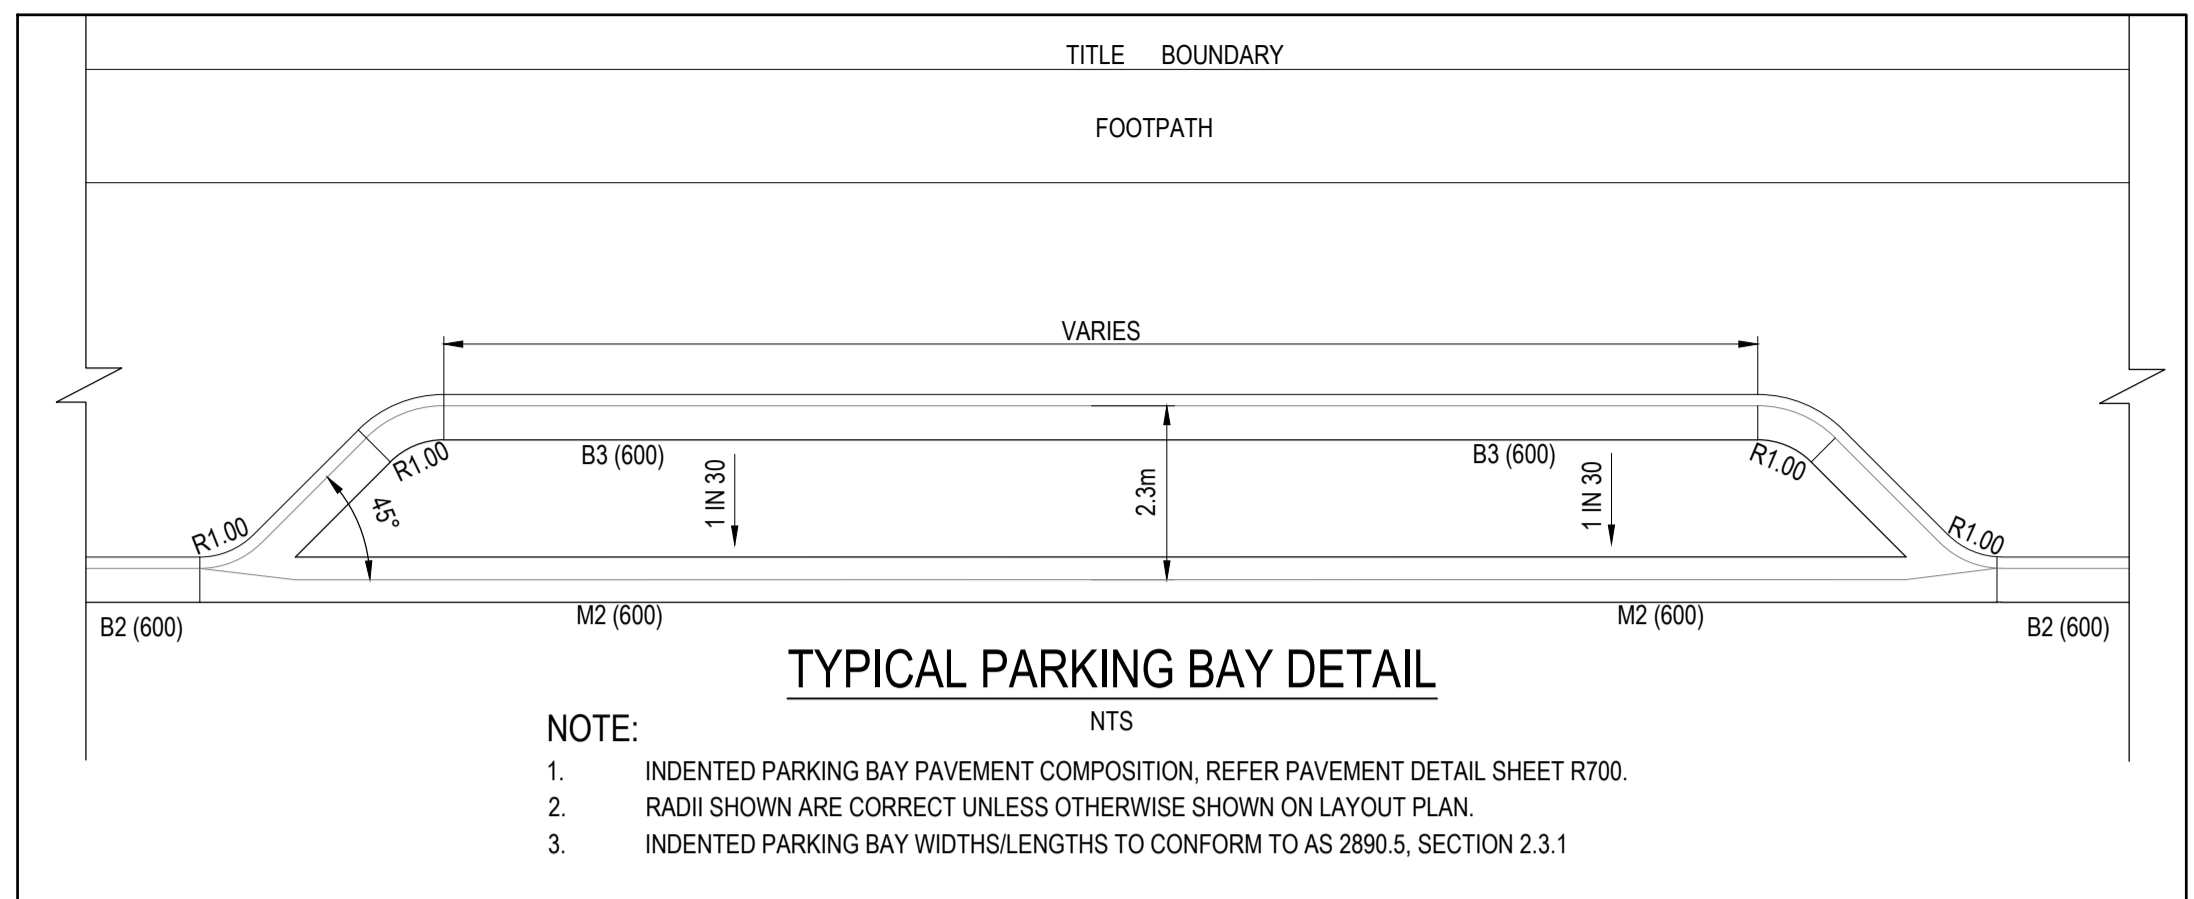 TITLE BOUNDARY
FOOTPATH
VARIES
R1.00
B3 (600)
B3 (600)
R1.00
1 IN 30
2.3m
1 IN 30
45°
R1.00
R1.00
B2 (600)
M2 (600)
M2 (600)
B2 (600)
TYPICAL PARKING BAY DETAIL
NTS
NOTE:
1. INDENTED PARKING BAY PAVEMENT COMPOSITION, REFER PAVEMENT DETAIL SHEET R700.
2. RADII SHOWN ARE CORRECT UNLESS OTHERWISE SHOWN ON LAYOUT PLAN.
3. INDENTED PARKING BAY WIDTHS/LENGTHS TO CONFORM TO AS 2890.5, SECTION 2.3.1